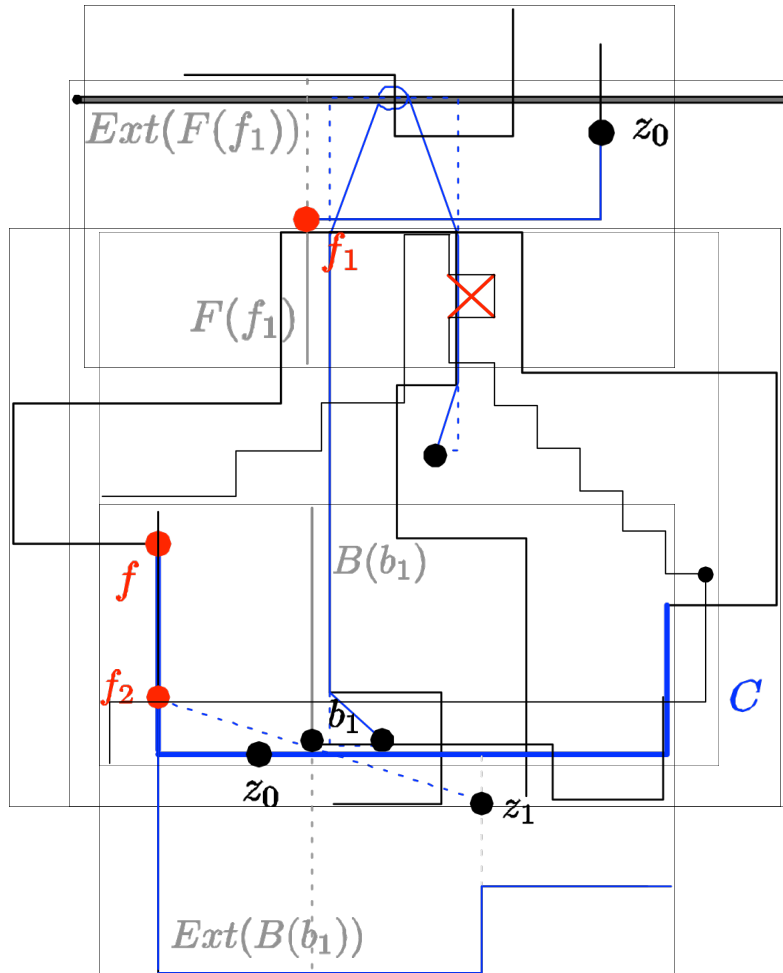 Ext(F(f₁))
z₀
f₁
F(f₁)
B(b₁)
f
f₂
C
b₁
z₀
z₁
Ext(B(b₁))